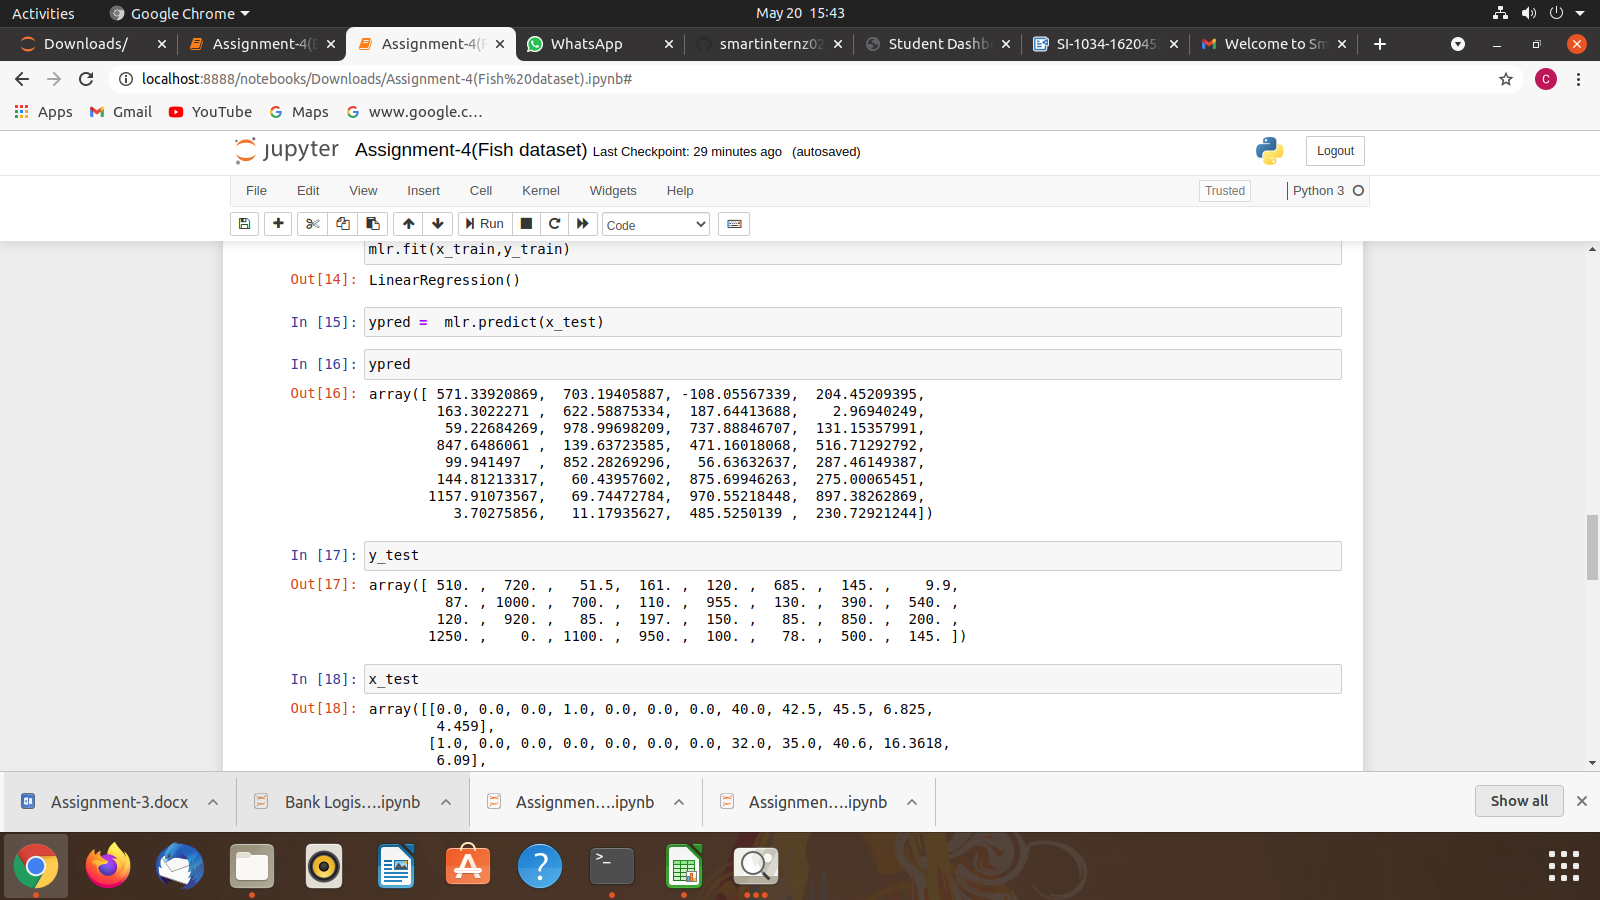 Activities Google Chrome May 20 15:43
Downloads/ Assignment-4( Assignment-4( WhatsApp smartinternz02 Student Dashb SI-1034-162045 Welcome to Sm
localhost:8888/notebooks/Downloads/Assignment-4(Fish%20dataset).ipynb# C
Apps Gmail YouTube Maps www.google.c...
jupyter Assignment-4(Fish dataset) Last Checkpoint: 29 minutes ago (autosaved) Logout
File Edit View Insert Cell Kernel Widgets Help Trusted Python 3
Run Code
mlr.fit(x_train,y_train)
Out[14]: LinearRegression()
In [15]: ypred = mlr.predict(x_test)
In [16]: ypred
Out[16]: array([ 571.33920869, 703.19405887, -108.05567339, 204.45209395,
163.3022271 , 622.58875334, 187.64413688, 2.96940249,
59.22684269, 978.99698209, 737.88846707, 131.15357991,
847.6486061 , 139.63723585, 471.16018068, 516.71292792,
99.941497 , 852.28269296, 56.63632637, 287.46149387,
144.81213317, 60.43957602, 875.69946263, 275.00065451,
1157.91073567, 69.74472784, 970.55218448, 897.38262869,
3.70275856, 11.17935627, 485.5250139 , 230.72921244])
In [17]: y_test
Out[17]: array([ 510. , 720. , 51.5, 161. , 120. , 685. , 145. , 9.9,
87. , 1000. , 700. , 110. , 955. , 130. , 390. , 540. ,
120. , 920. , 85. , 197. , 150. , 85. , 850. , 200. ,
1250. , 0. , 1100. , 950. , 100. , 78. , 500. , 145. ])
In [18]: x_test
Out[18]: array([[0.0, 0.0, 0.0, 1.0, 0.0, 0.0, 0.0, 40.0, 42.5, 45.5, 6.825,
4.459],
[1.0, 0.0, 0.0, 0.0, 0.0, 0.0, 0.0, 32.0, 35.0, 40.6, 16.3618,
6.09],
Assignment-3.docx Bank Logis....ipynb Assignmen....ipynb Assignmen....ipynb Show all